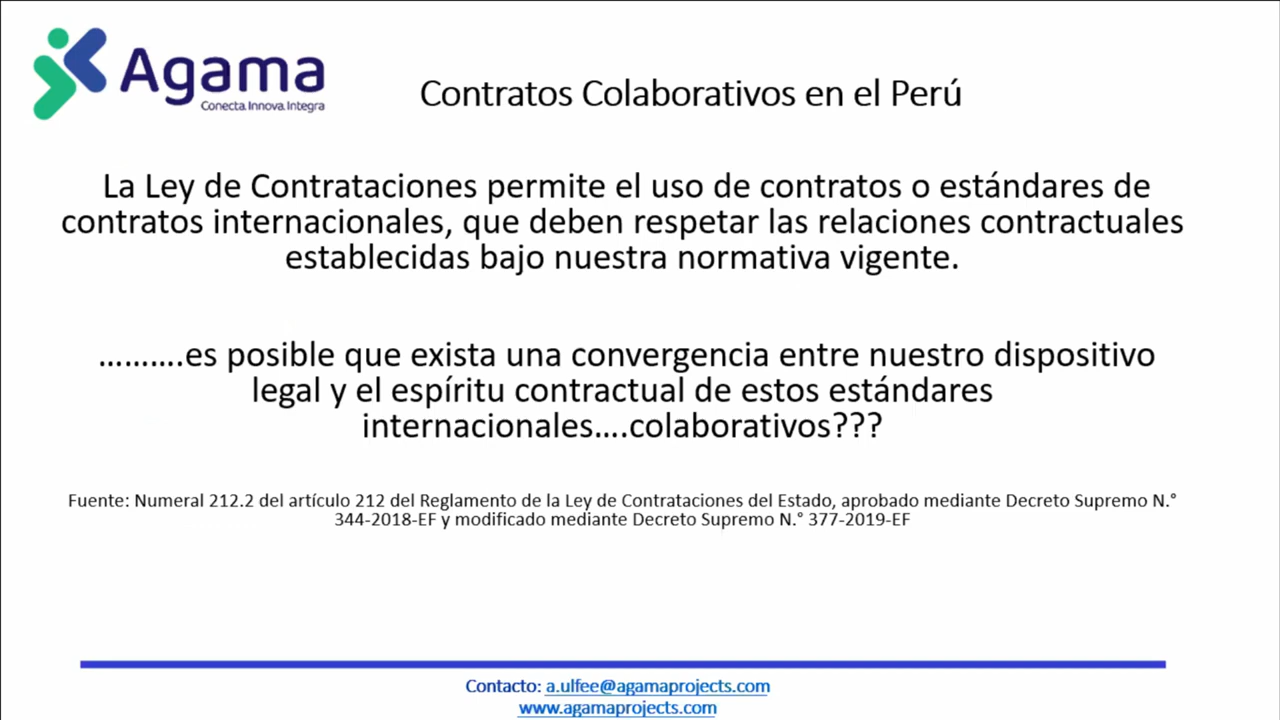 Agama
Conecta Innova Integra
Contratos Colaborativos en el Perú
La Ley de Contrataciones permite el uso de contratos o estándares de
contratos internacionales, que deben respetar las relaciones contractuales
establecidas bajo nuestra normativa vigente.
……….es posible que exista una convergencia entre nuestro dispositivo
legal y el espíritu contractual de estos estándares
internacionales….colaborativos???
Fuente: Numeral 212.2 del artículo 212 del Reglamento de la Ley de Contrataciones del Estado, aprobado mediante Decreto Supremo N.°
344-2018-EF y modificado mediante Decreto Supremo N.° 377-2019-EF
Contacto: a.ulfee@agamaprojects.com
www.agamaprojects.com